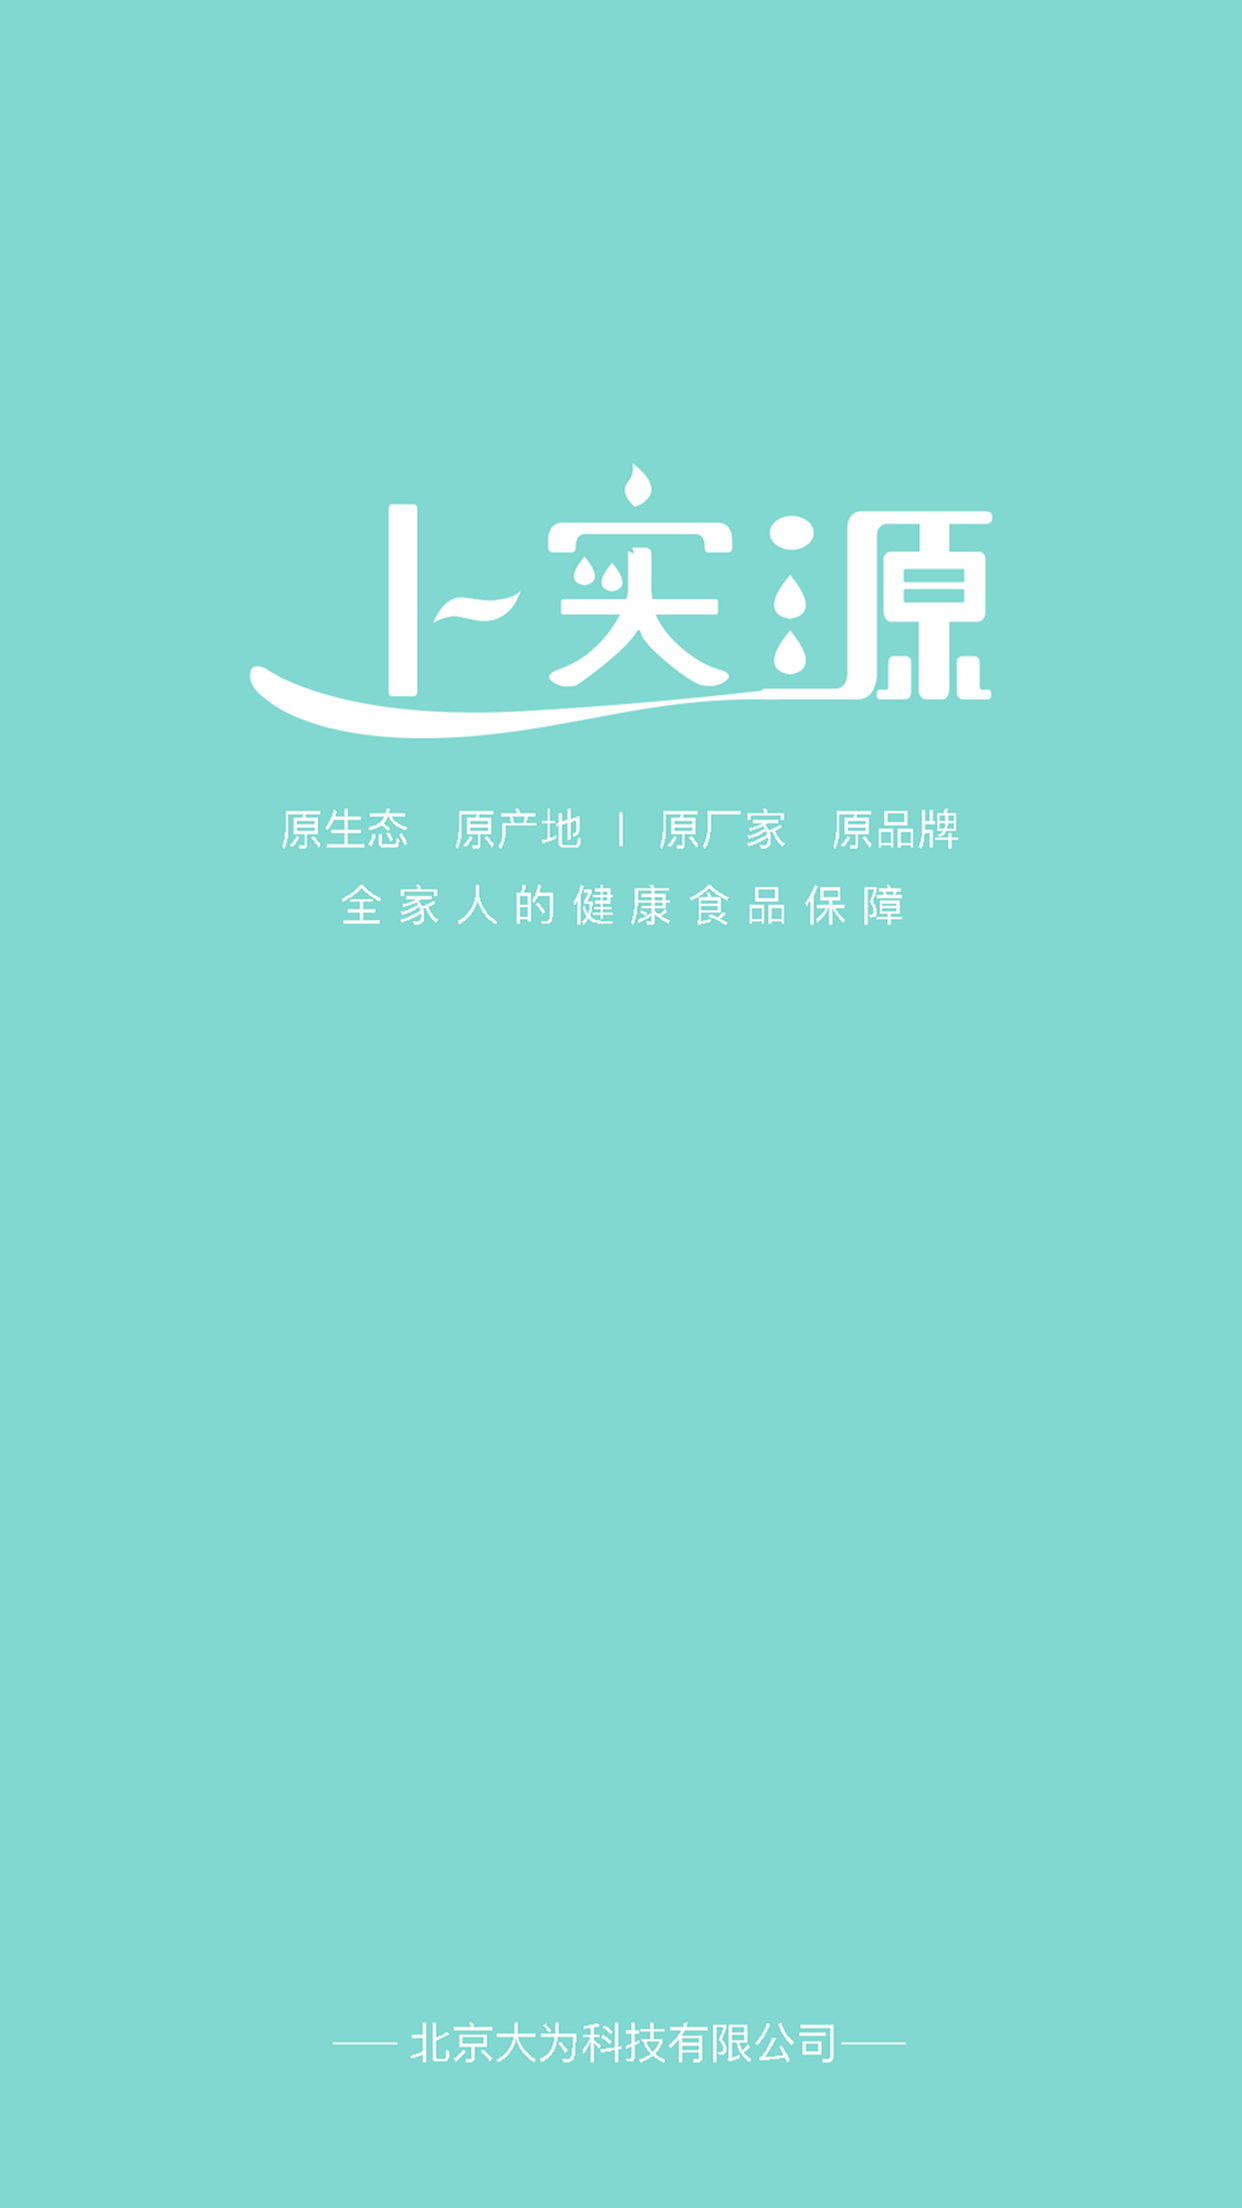 上实源
原生态 原产地 | 原厂家 原品牌
全家人的健康食品保障
北京大为科技有限公司